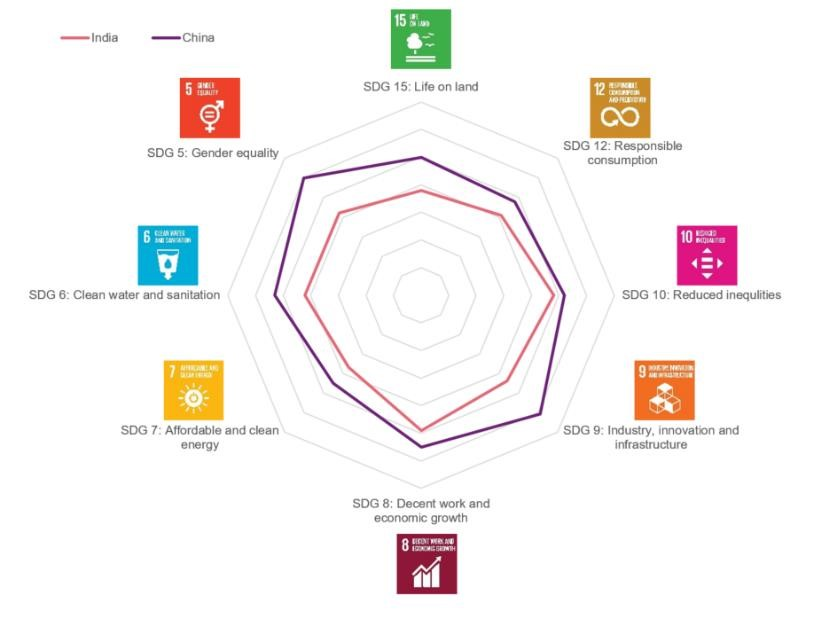 15 LIFE
ON LAND
India
China
SDG 15: Life on land
5 GENDER
EQUALITY
12 RESPONSIBLE
CONSUMPTION
AND PRODUCTION
SDG 5: Gender equality
SDG 12: Responsible
consumption
6 CLEAN WATER
AND SANITATION
10 REDUCED
INEQUALITIES
SDG 6: Clean water and sanitation
SDG 10: Reduced inequlities
7 AFFORDABLE AND
CLEAN ENERGY
9 INDUSTRY, INNOVATION
AND INFRASTRUCTURE
SDG 7: Affordable and clean
energy
SDG 9: Industry, innovation and
infrastructure
SDG 8: Decent work and
economic growth
8 DECENT WORK AND
ECONOMIC GROWTH